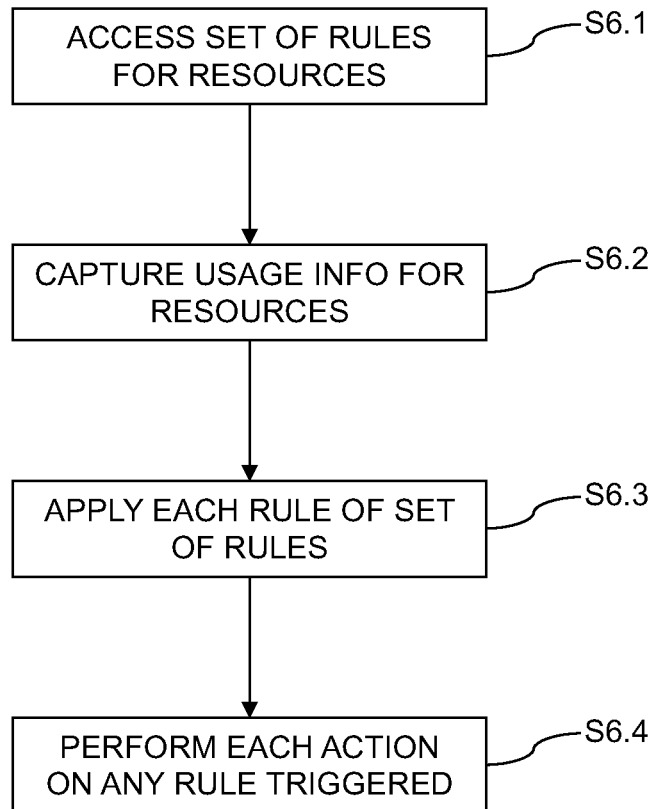 ACCESS SET OF RULES
FOR RESOURCES
S6.1
CAPTURE USAGE INFO FOR
RESOURCES
S6.2
APPLY EACH RULE OF SET
OF RULES
S6.3
PERFORM EACH ACTION
ON ANY RULE TRIGGERED
S6.4